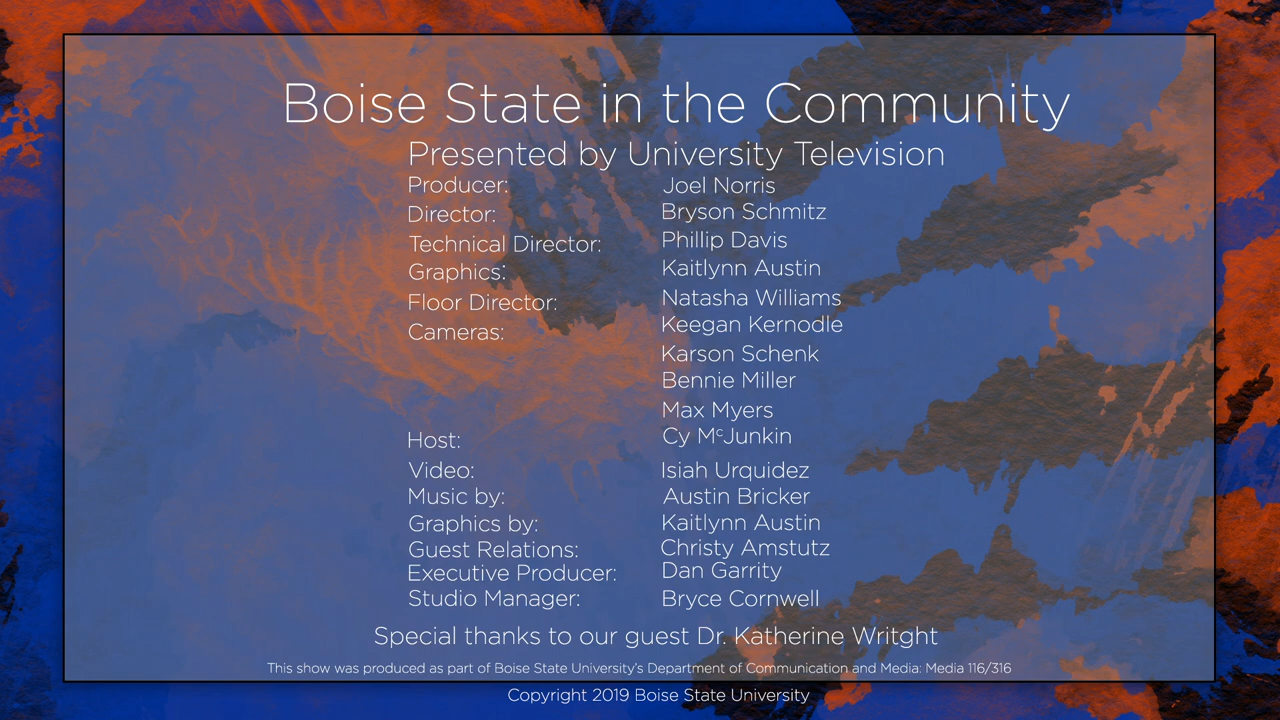 Boise State in the Community
Presented by University Television
Producer: Joel Norris
Director: Bryson Schmitz
Technical Director: Phillip Davis
Graphics: Kaitlynn Austin
Floor Director: Natasha Williams
Cameras: Keegan Kernodle
Karson Schenk
Bennie Miller
Max Myers
Host: Cy McJunkin
Video: Isiah Urquidez
Music by: Austin Bricker
Graphics by: Kaitlynn Austin
Guest Relations: Christy Amstutz
Executive Producer: Dan Garrity
Studio Manager: Bryce Cornwell
Special thanks to our guest Dr. Katherine Writght
This show was produced as part of Boise State University's Department of Communication and Media: Media 116/316
Copyright 2019 Boise State University